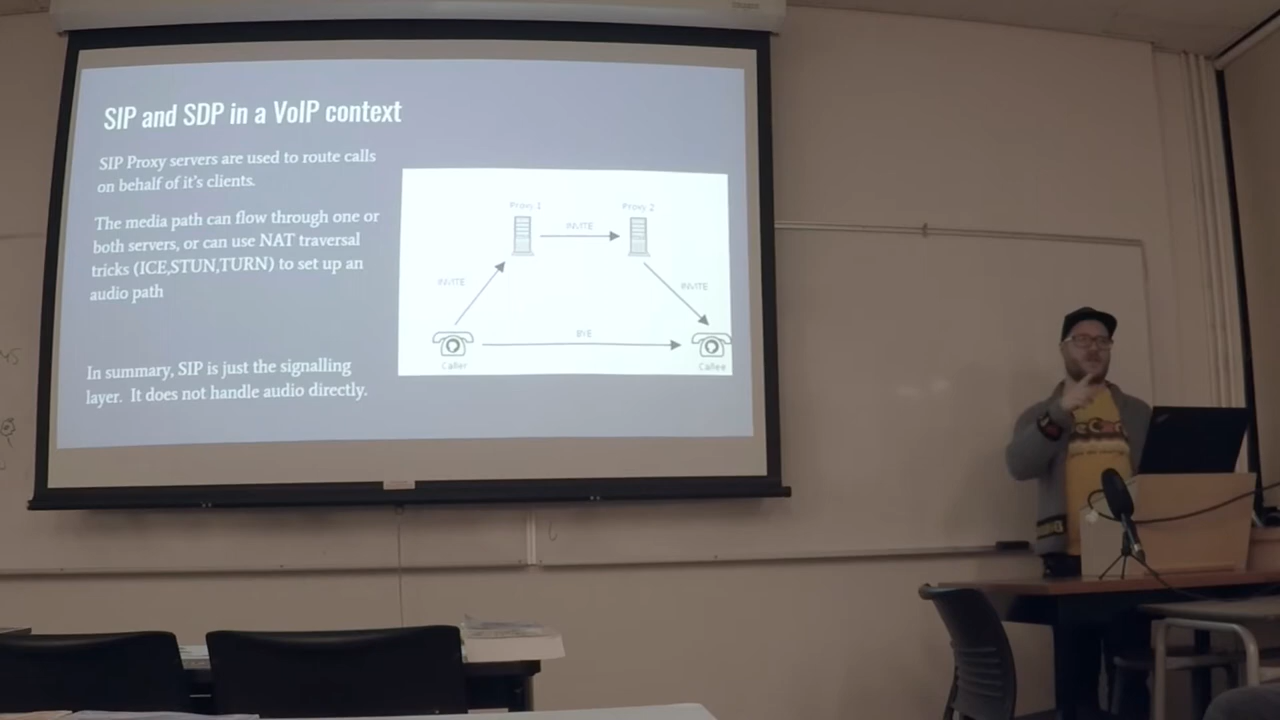 SIP and SDP in a VoIP context
SIP Proxy servers are used to route calls
on behalf of it's clients.
The media path can flow through one or
both servers, or can use NAT traversal
tricks (ICE,STUN,TURN) to set up an
audio path
In summary, SIP is just the signalling
layer. It does not handle audio directly.
Proxy 1
Proxy 2
INVITE
INVITE
INVITE
BYE
Caller
Callee